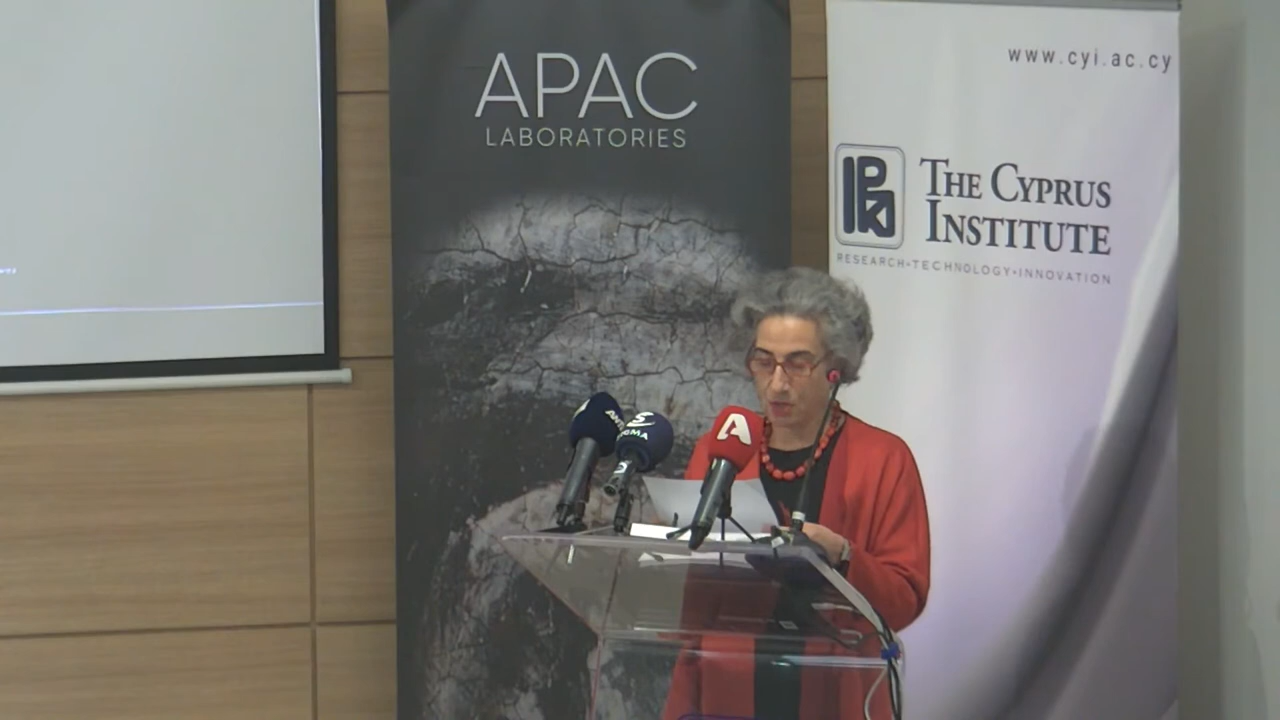 APAC
LABORATORIES
www.cyi.ac.cy
THE CYPRUS
INSTITUTE
RESEARCH•TECHNOLOGY•INNOVATION